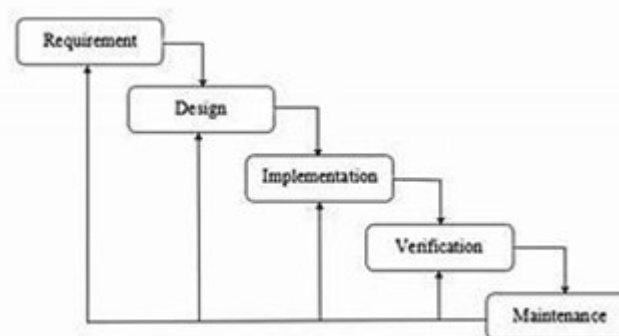 Requirement
Design
Implementation
Verification
Maintenance